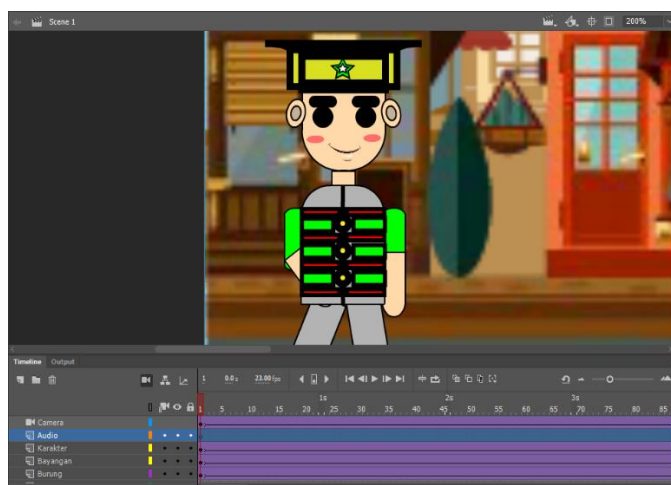 Scene 1
200%
Timeline Output
1 0.0 s 23.00 fps
1s 2s 3s
1 5 10 15 20 25 30 35 40 45 50 55 60 65 70 75 80 85
Camera
Audio
Karakter
Bayangan
Burung